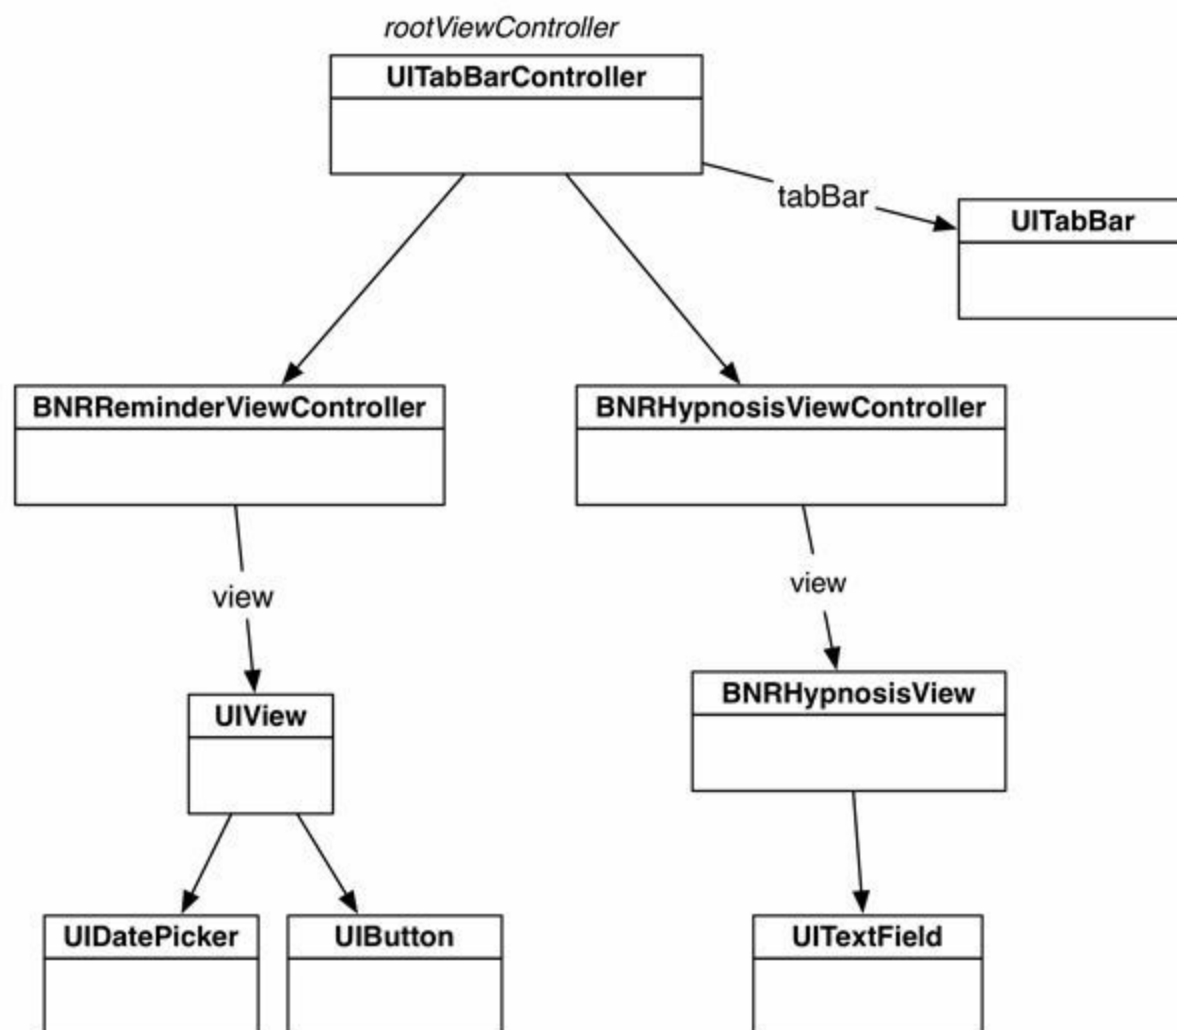 rootViewController
UITabBarController
tabBar
UITabBar
BNRReminderViewController
BNRHypnosisViewController
view
view
BNRHypnosisView
UIView
UIDatePicker
UIButton
UITextField